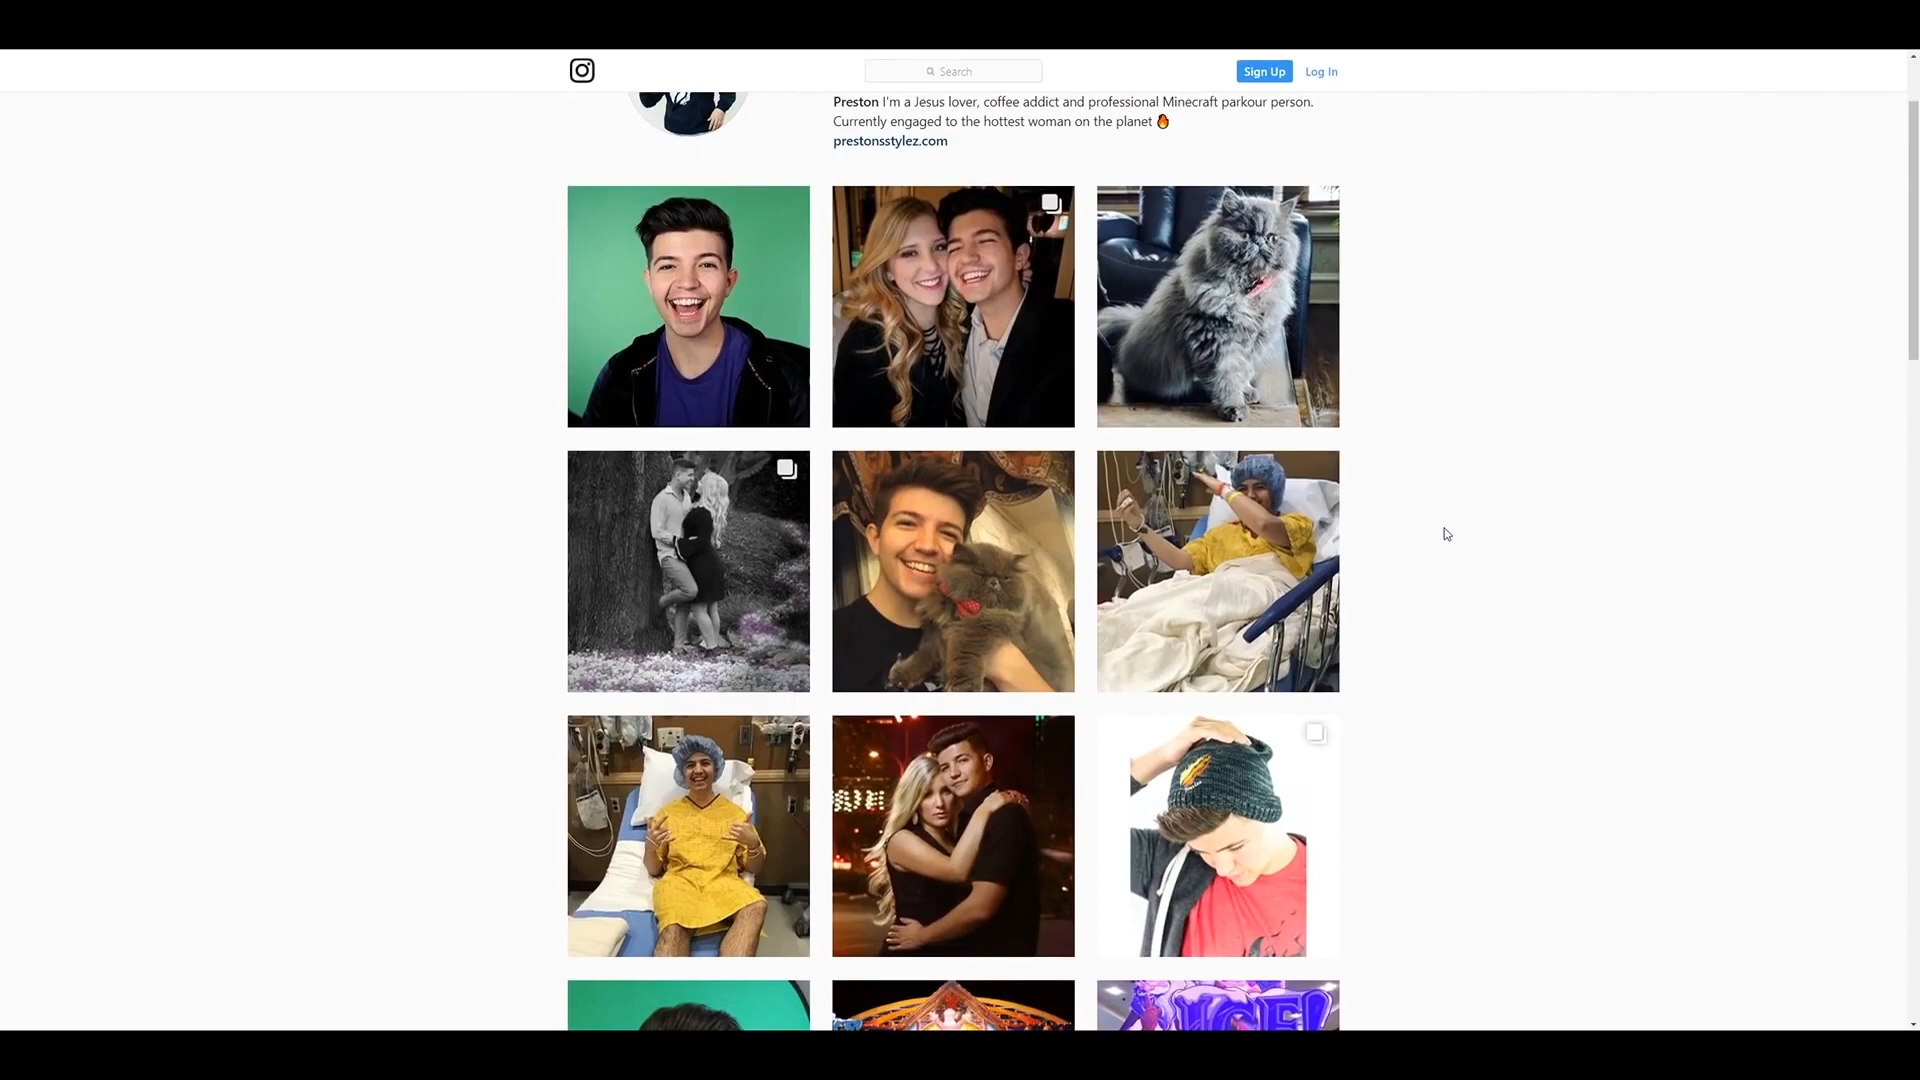 Search
Sign Up
Log In
Preston I'm a Jesus lover, coffee addict and professional Minecraft parkour person.
Currently engaged to the hottest woman on the planet 🔥
prestonsstylez.com
ICE!